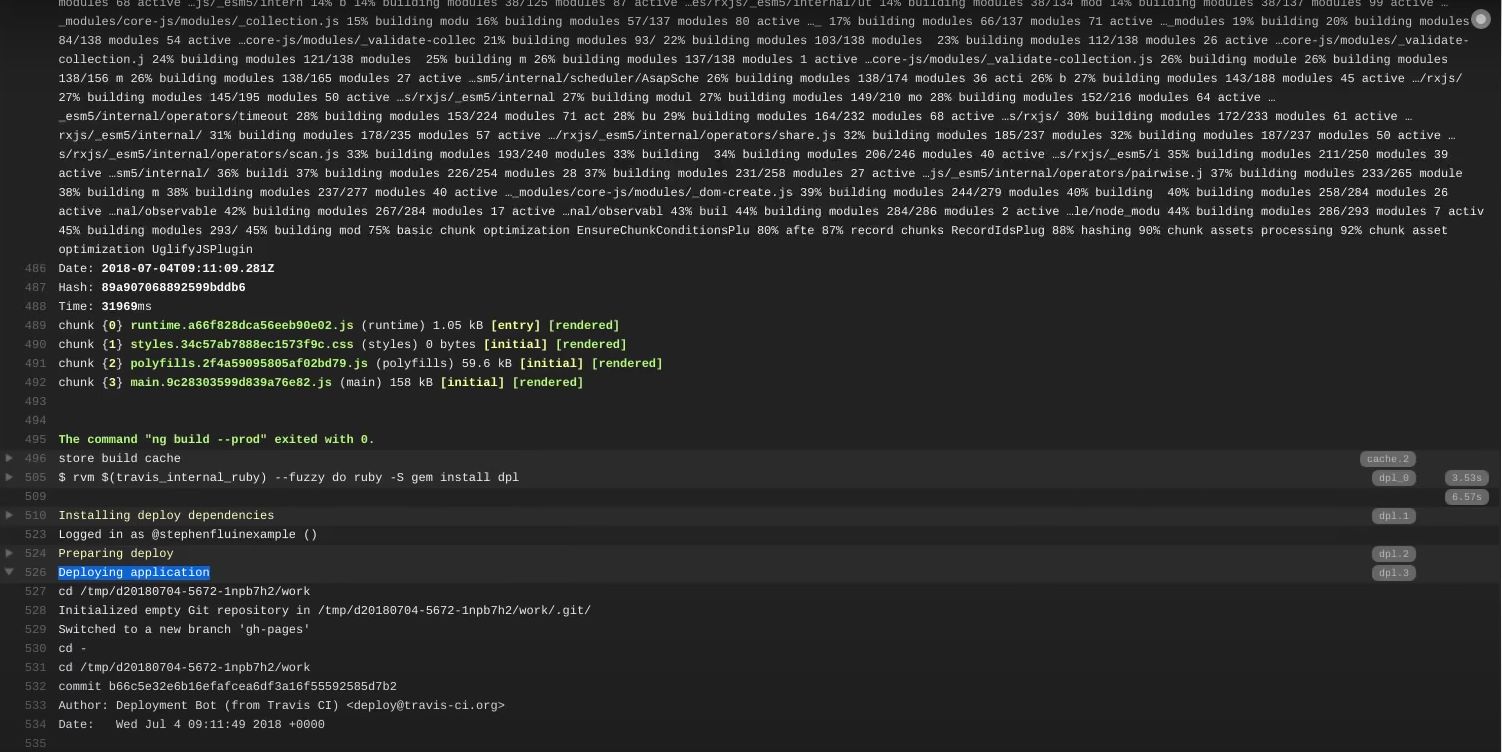 modules 68 active …js/_esm5/intern 14% b 14% building modules 38/125 modules 87 active …es/rxjs/_esm5/internal/ut 14% building modules 38/134 mod 14% building modules 38/137 modules 99 active …
_modules/core-js/modules/_collection.js 15% building modu 16% building modules 57/137 modules 80 active …_ 17% building modules 66/137 modules 71 active …_modules 19% building 20% building modules
84/138 modules 54 active …core-js/modules/_validate-collec 21% building modules 93/ 22% building modules 103/138 modules  23% building modules 112/138 modules 26 active …core-js/modules/_validate-
collection.j 24% building modules 121/138 modules  25% building m 26% building modules 137/138 modules 1 active …core-js/modules/_validate-collection.js 26% building module 26% building modules
138/156 m 26% building modules 138/165 modules 27 active …sm5/internal/scheduler/AsapSche 26% building modules 138/174 modules 36 acti 26% b 27% building modules 143/188 modules 45 active …/rxjs/
27% building modules 145/195 modules 50 active …s/rxjs/_esm5/internal 27% building modul 27% building modules 149/210 mo 28% building modules 152/216 modules 64 active …
_esm5/internal/operators/timeout 28% building modules 153/224 modules 71 act 28% bu 29% building modules 164/232 modules 68 active …s/rxjs/ 30% building modules 172/233 modules 61 active …
rxjs/_esm5/internal/ 31% building modules 178/235 modules 57 active …/rxjs/_esm5/internal/operators/share.js 32% building modules 185/237 modules 32% building modules 187/237 modules 50 active …
s/rxjs/_esm5/internal/operators/scan.js 33% building modules 193/240 modules 33% building  34% building modules 206/246 modules 40 active …s/rxjs/_esm5/i 35% building modules 211/250 modules 39
active …sm5/internal/ 36% buildi 37% building modules 226/254 modules 28 37% building modules 231/258 modules 27 active …js/_esm5/internal/operators/pairwise.j 37% building modules 233/265 module
38% building m 38% building modules 237/277 modules 40 active …_modules/core-js/modules/_dom-create.js 39% building modules 244/279 modules 40% building  40% building modules 258/284 modules 26
active …nal/observable 42% building modules 267/284 modules 17 active …nal/observabl 43% buil 44% building modules 284/286 modules 2 active …le/node_modu 44% building modules 286/293 modules 7 activ
45% building modules 293/ 45% building mod 75% basic chunk optimization EnsureChunkConditionsPlu 80% afte 87% record chunks RecordIdsPlug 88% hashing 90% chunk assets processing 92% chunk asset
optimization UglifyJSPlugin
486 Date: 2018-07-04T09:11:09.281Z
487 Hash: 89a907068892599bddb6
488 Time: 31969ms
489 chunk {0} runtime.a66f828dca56eeb90e02.js (runtime) 1.05 kB [entry] [rendered]
490 chunk {1} styles.34c57ab7888ec1573f9c.css (styles) 0 bytes [initial] [rendered]
491 chunk {2} polyfills.2f4a59095805af02bd79.js (polyfills) 59.6 kB [initial] [rendered]
492 chunk {3} main.9c28303599d839a76e82.js (main) 158 kB [initial] [rendered]
493
494
495 The command "ng build --prod" exited with 0.
496 store build cache cache.2
505 $ rvm $(travis_internal_ruby) --fuzzy do ruby -S gem install dpl dpl_0 3.53s
509 6.57s
510 Installing deploy dependencies dpl.1
523 Logged in as @stephenfluinexample ()
524 Preparing deploy dpl.2
526 Deploying application dpl.3
527 cd /tmp/d20180704-5672-1npb7h2/work
528 Initialized empty Git repository in /tmp/d20180704-5672-1npb7h2/work/.git/
529 Switched to a new branch 'gh-pages'
530 cd -
531 cd /tmp/d20180704-5672-1npb7h2/work
532 commit b66c5e32e6b16efafcea6df3a16f55592585d7b2
533 Author: Deployment Bot (from Travis CI) <deploy@travis-ci.org>
534 Date:   Wed Jul 4 09:11:49 2018 +0000
535